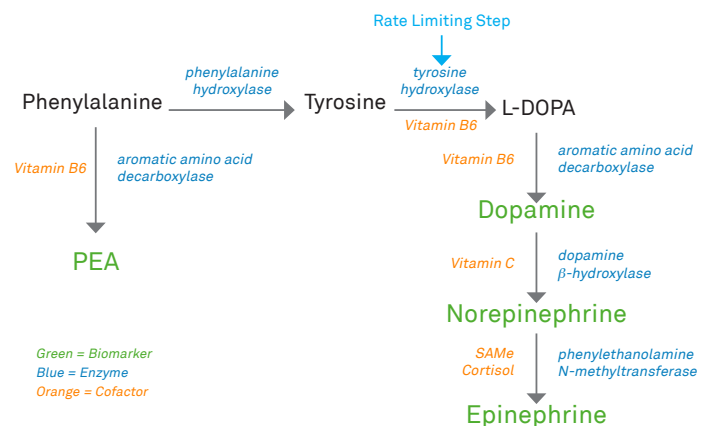 Rate Limiting Step
phenylalanine
hydroxylase
tyrosine
hydroxylase
Phenylalanine
Tyrosine
L-DOPA
Vitamin B6
Vitamin B6
aromatic amino acid
decarboxylase
Vitamin B6
aromatic amino acid
decarboxylase
Dopamine
PEA
Vitamin C
dopamine
β-hydroxylase
Norepinephrine
Green = Biomarker
Blue = Enzyme
Orange = Cofactor
SAMe
Cortisol
phenylethanolamine
N-methyltransferase
Epinephrine